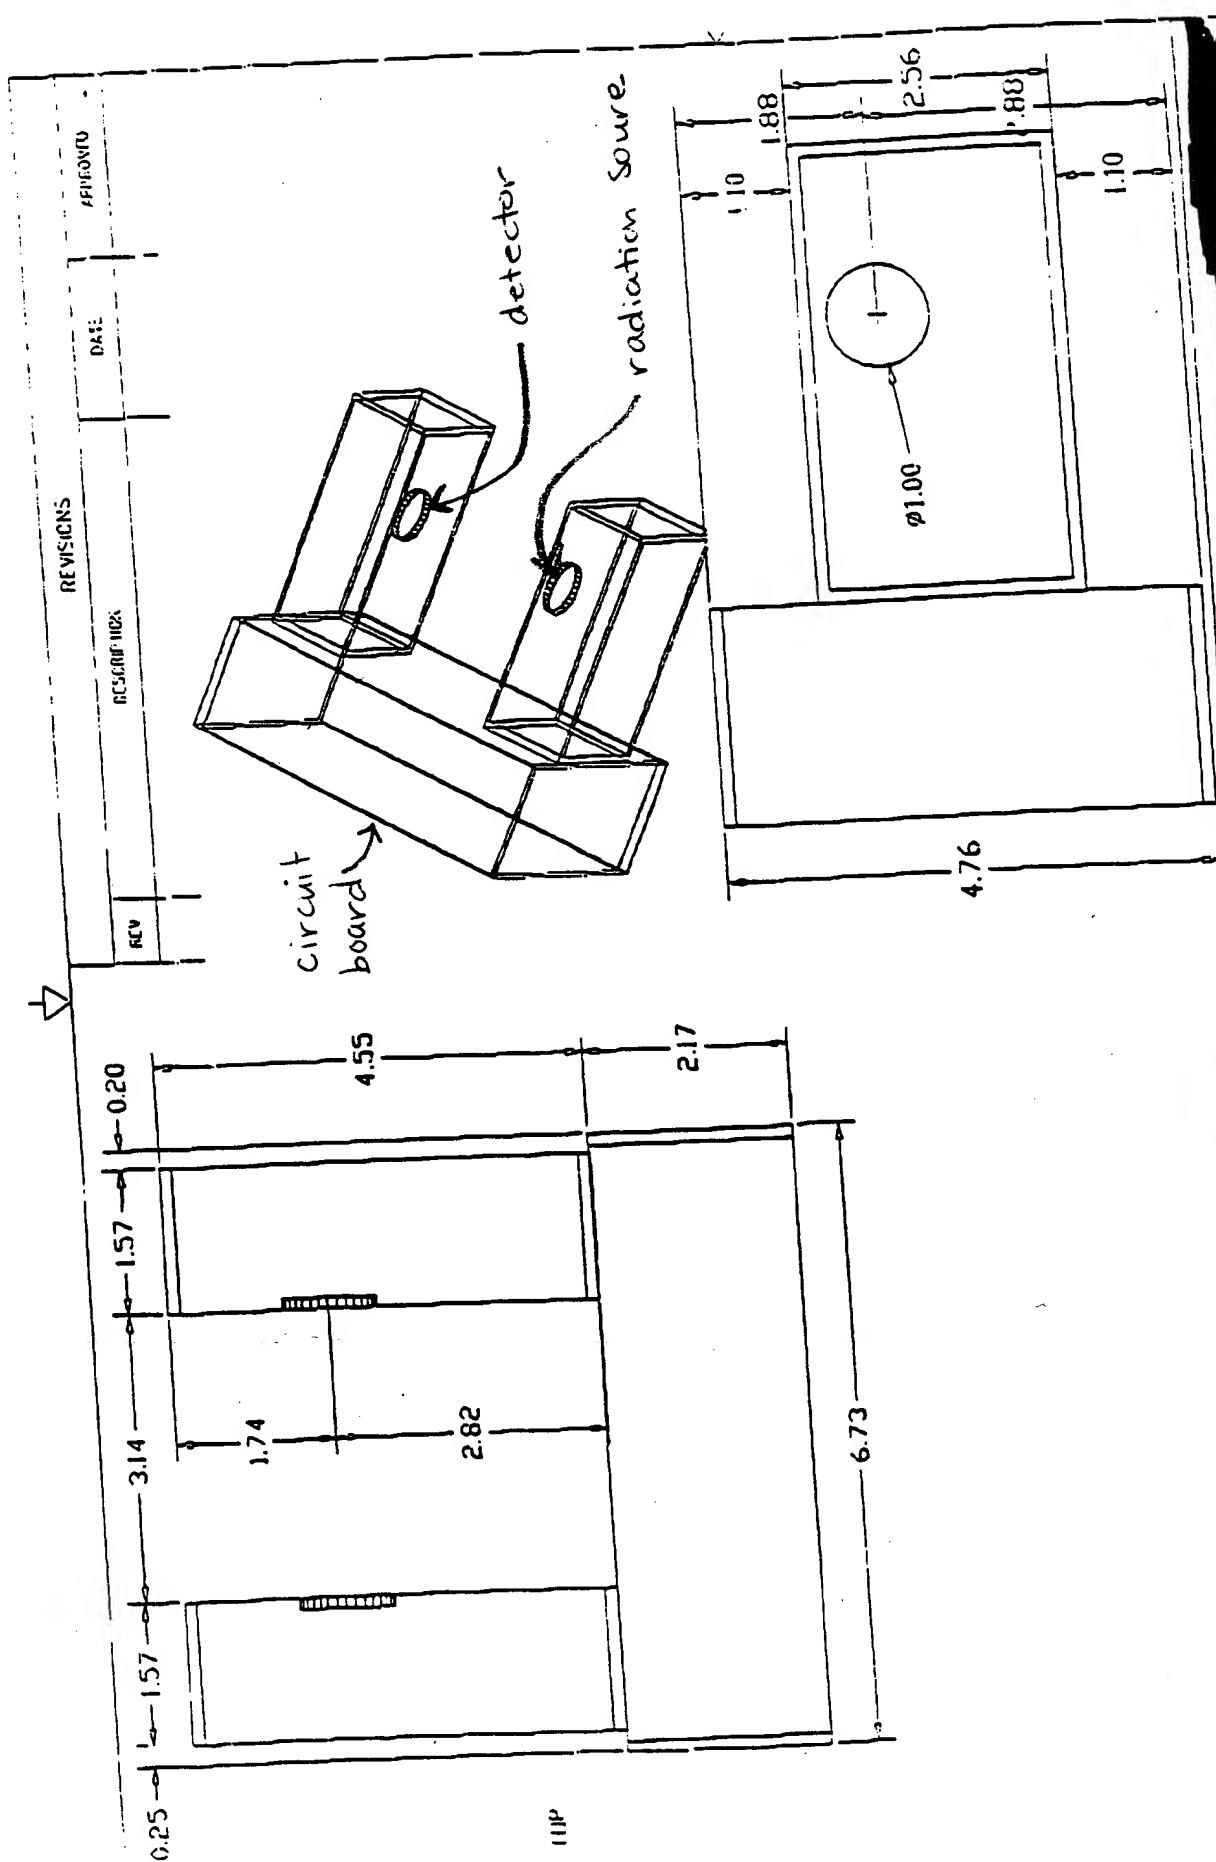 REVISIONS
REV
DESCRIPTION
DATE
APPROVED
0.25
1.57
3.14
1.57
0.20
4.55
2.17
1.74
2.82
6.73
circuit
board
detector
radiation soure
1.88
2.56
1.10
1.10
ø1.00
4.76